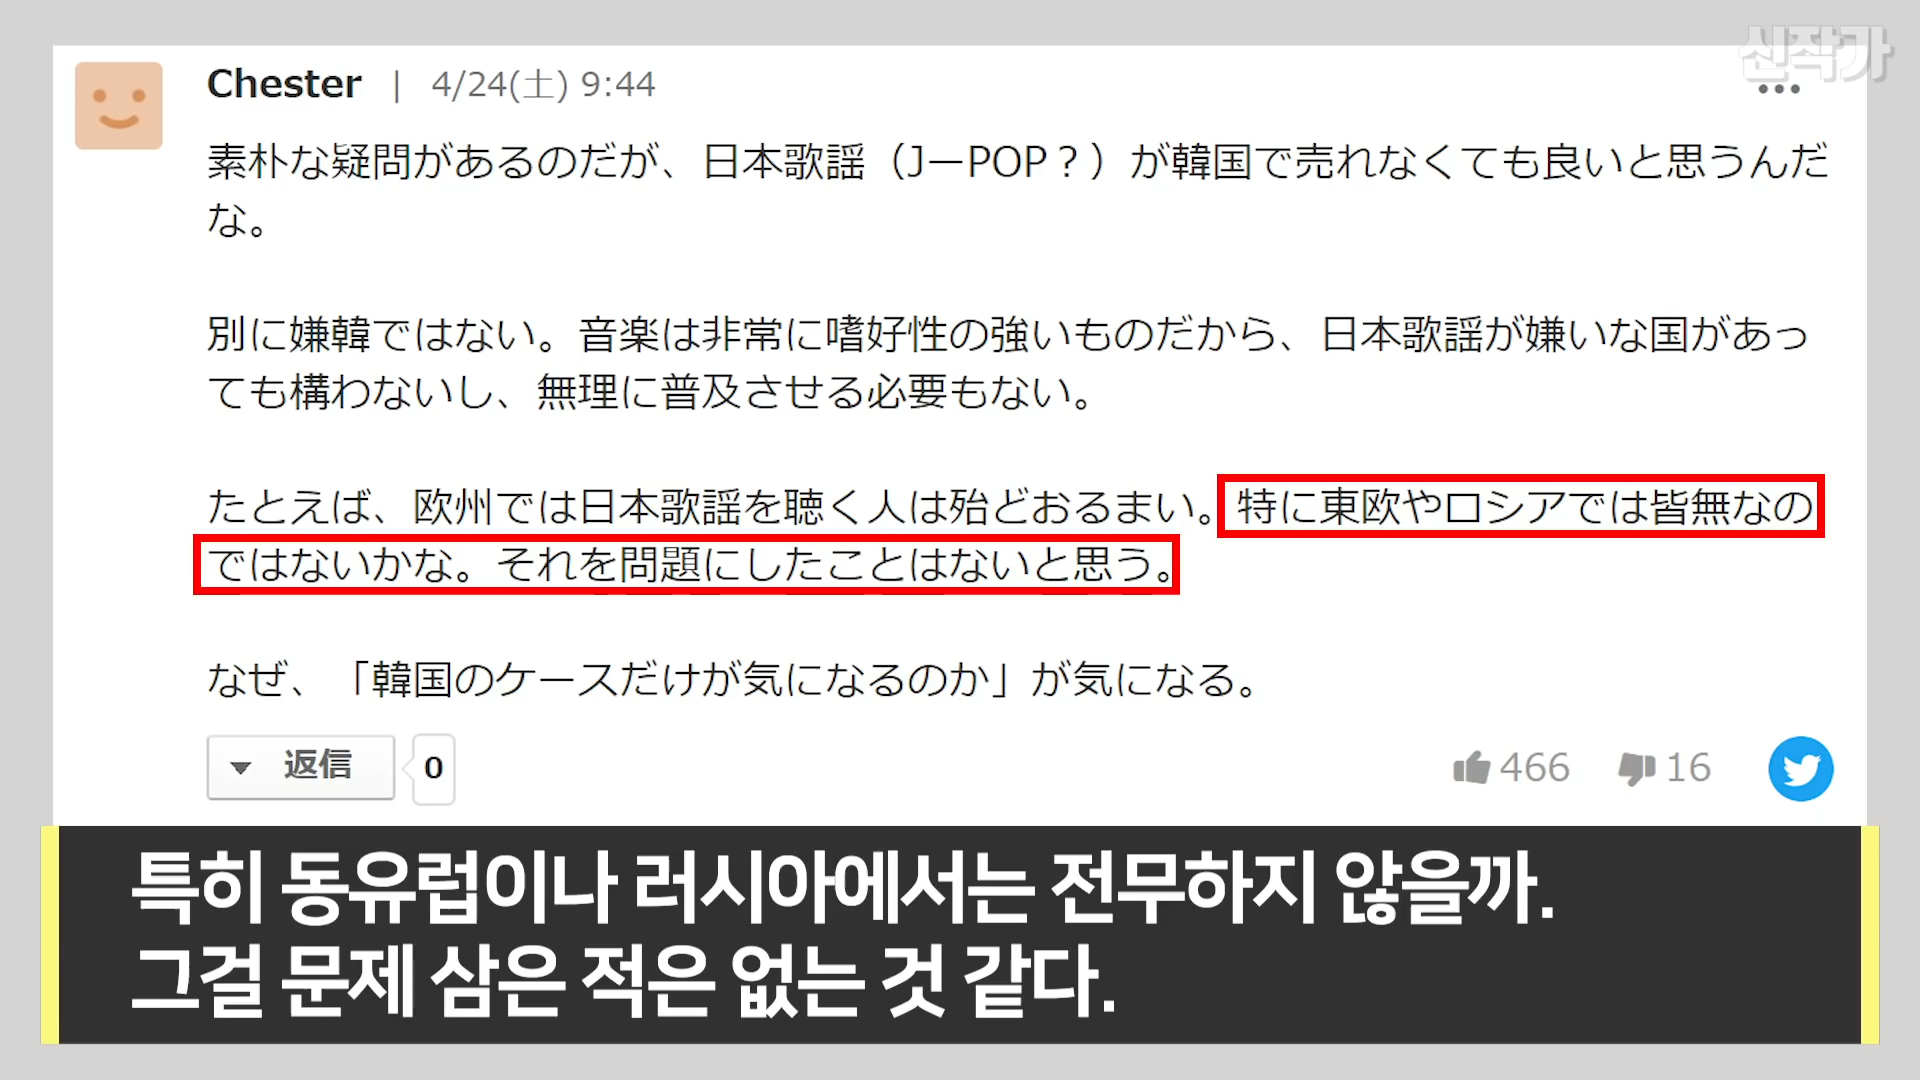 신작가
Chester | 4/24(土) 9:44
素朴な疑問があるのだが、日本歌謡（JーPOP？）が韓国で売れなくても良いと思うんだ
な。
別に嫌韓ではない。音楽は非常に嗜好性の強いものだから、日本歌謡が嫌いな国があっ
ても構わないし、無理に普及させる必要もない。
たとえば、欧州では日本歌謡を聴く人は殆どおるまい。特に東欧やロシアでは皆無なの
ではないかな。それを問題にしたことはないと思う。
なぜ、「韓国のケースだけが気になるのか」が気になる。
返信 0 466 16
특히 동유럽이나 러시아에서는 전무하지 않을까.
그걸 문제 삼은 적은 없는 것 같다.